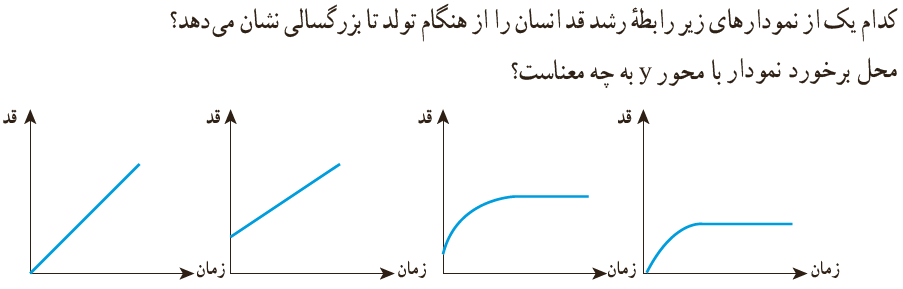 کدام یک از نمودارهای زیر رابطهٔ رشد قد انسان را از هنگام تولد تا بزرگسالی نشان می‌دهد؟
محل برخورد نمودار با محور y به چه معناست؟
قد
قد
قد
قد
زمان
زمان
زمان
زمان